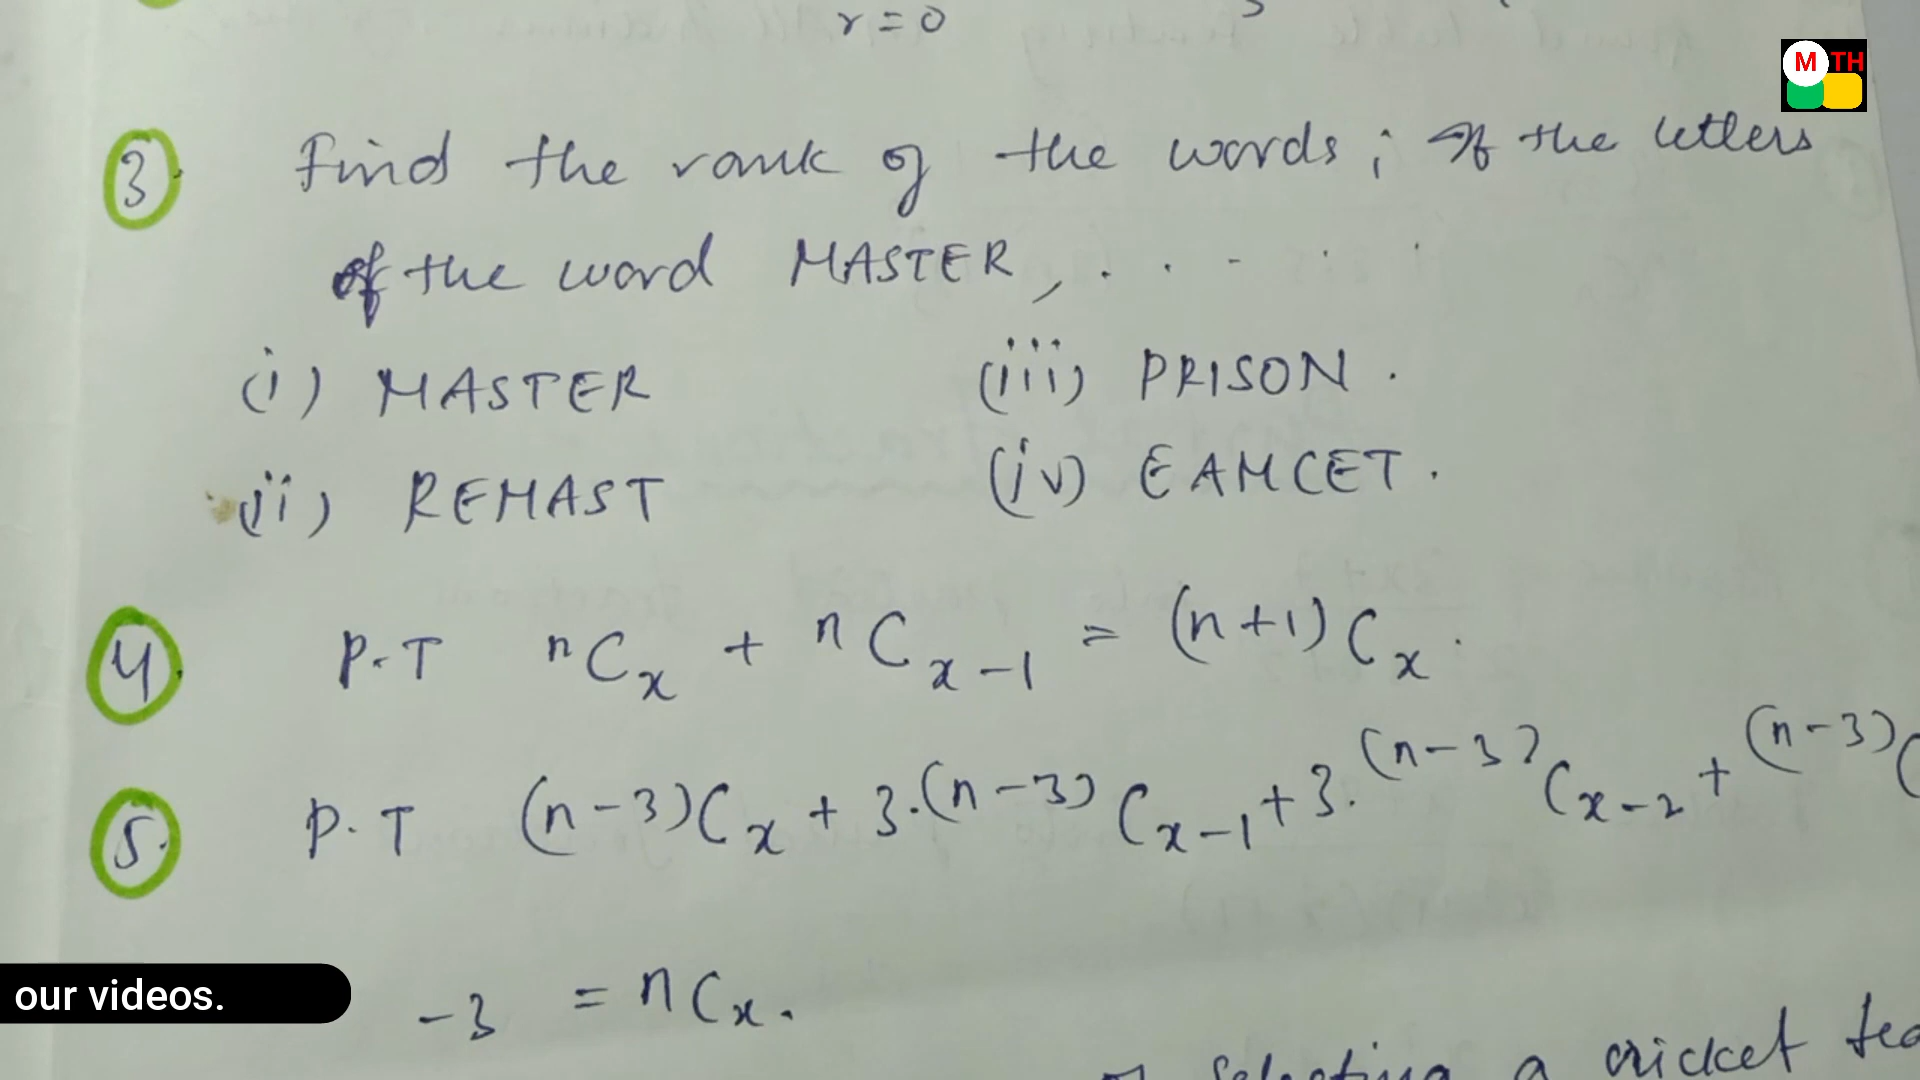 r=0
M TH
3. Find the rank of the words; If the letters
of the word MASTER, . . - . .
(i) MASTER (iii) PRISON.
(ii) REMAST (iv) EAMCET.
4. P.T ⁿCₓ + ⁿCₓ₋₁ = ⁽ⁿ⁺¹⁾Cₓ.
5. P.T (n-3)Cₓ + 3.⁽ⁿ⁻³⁾Cₓ₋₁ + 3.⁽ⁿ⁻³⁾Cₓ₋₂ + ⁽ⁿ⁻³⁾C
-3 = nCₓ.
our videos.
selecting a cricket